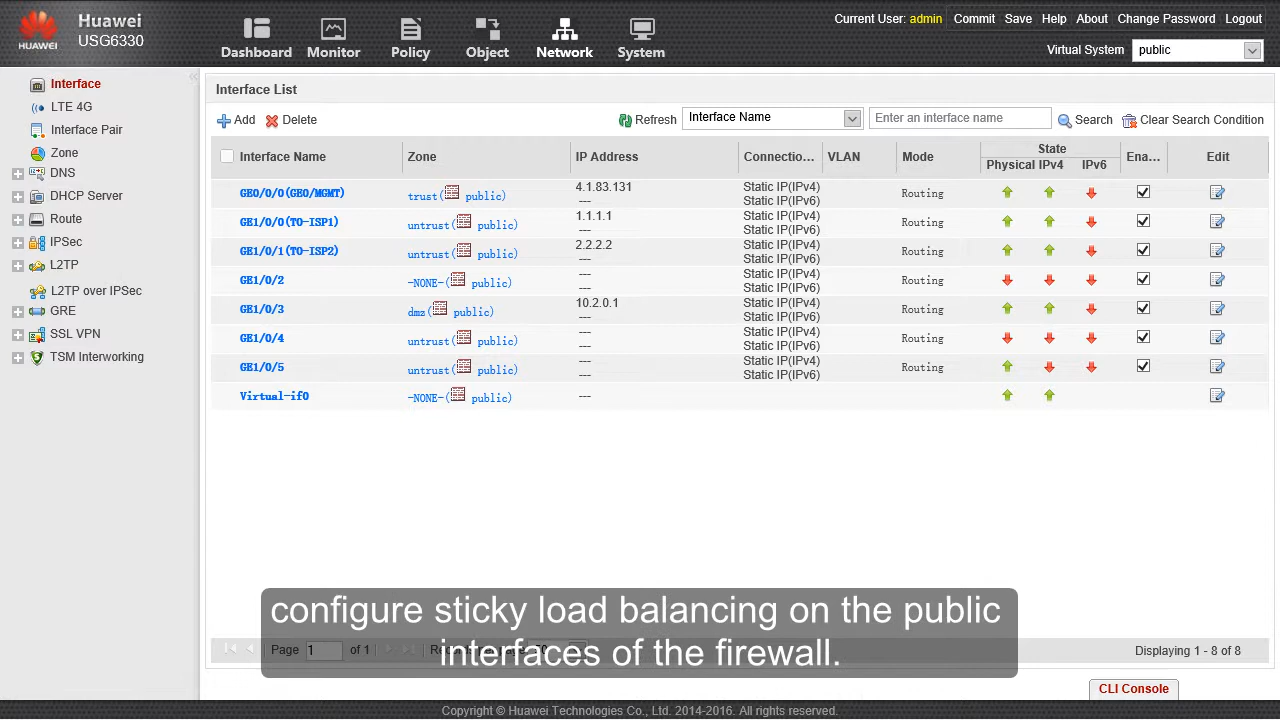 HUAWEI
Huawei
USG6330
Dashboard
Monitor
Policy
Object
Network
System
Current User: admin Commit Save Help About Change Password Logout
Virtual System public
Interface
LTE 4G
Interface Pair
Zone
DNS
DHCP Server
Route
IPSec
L2TP
L2TP over IPSec
GRE
SSL VPN
TSM Interworking
Interface List
Add Delete Refresh Interface Name Enter an interface name Search Clear Search Condition
Interface Name Zone IP Address Connectio... VLAN Mode State Ena... Edit
Physical IPv4 IPv6
GE0/0/0(GE0/MGMT) trust( public) 4.1.83.131 Static IP(IPv4) Routing
--- Static IP(IPv6)
GE1/0/0(TO-ISP1) untrust( public) 1.1.1.1 Static IP(IPv4) Routing
--- Static IP(IPv6)
GE1/0/1(TO-ISP2) untrust( public) 2.2.2.2 Static IP(IPv4) Routing
--- Static IP(IPv6)
GE1/0/2 -NONE-( public) --- Static IP(IPv4) Routing
--- Static IP(IPv6)
GE1/0/3 dmz( public) 10.2.0.1 Static IP(IPv4) Routing
--- Static IP(IPv6)
GE1/0/4 untrust( public) --- Static IP(IPv4) Routing
--- Static IP(IPv6)
GE1/0/5 untrust( public) --- Static IP(IPv4) Routing
--- Static IP(IPv6)
Virtual-if0 -NONE-( public) ---
configure sticky load balancing on the public
interfaces of the firewall.
Page 1 of 1
Displaying 1 - 8 of 8
CLI Console
Copyright © Huawei Technologies Co., Ltd. 2014-2016. All rights reserved.